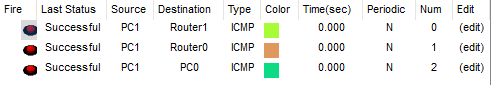 Fire Last Status Source Destination Type Color Time(sec) Periodic Num Edit
Successful PC1 Router1 ICMP 0.000 N 0 (edit)
Successful PC1 Router0 ICMP 0.000 N 1 (edit)
Successful PC1 PC0 ICMP 0.000 N 2 (edit)